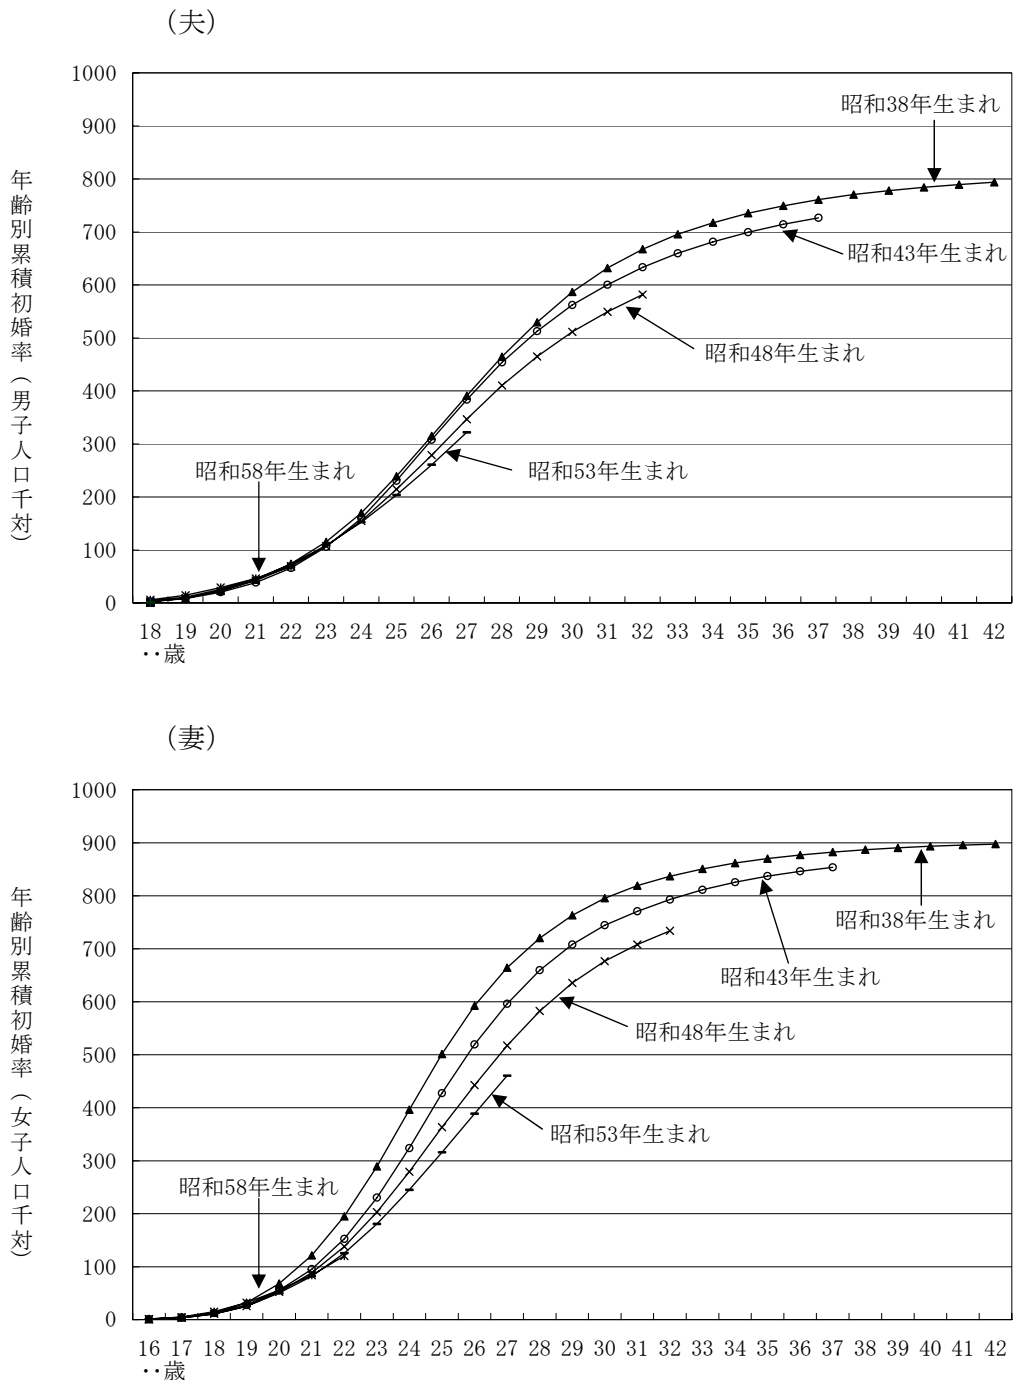 （夫）
1000
900
800
700
600
500
400
300
200
100
0
年齢別累積初婚率（男子人口千対）
昭和38年生まれ
昭和43年生まれ
昭和48年生まれ
昭和53年生まれ
昭和58年生まれ
18 19 20 21 22 23 24 25 26 27 28 29 30 31 32 33 34 35 36 37 38 39 40 41 42
‥歳
（妻）
1000
900
800
700
600
500
400
300
200
100
0
年齢別累積初婚率（女子人口千対）
昭和38年生まれ
昭和43年生まれ
昭和48年生まれ
昭和53年生まれ
昭和58年生まれ
16 17 18 19 20 21 22 23 24 25 26 27 28 29 30 31 32 33 34 35 36 37 38 39 40 41 42
‥歳